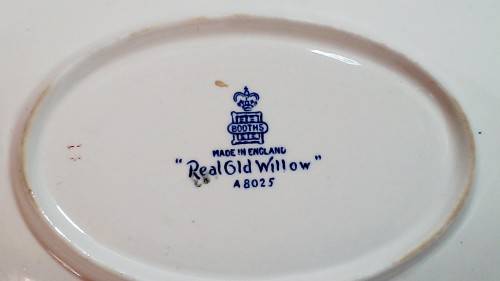 BOOTHS
MADE IN ENGLAND
"Real Old Willow"
A8025